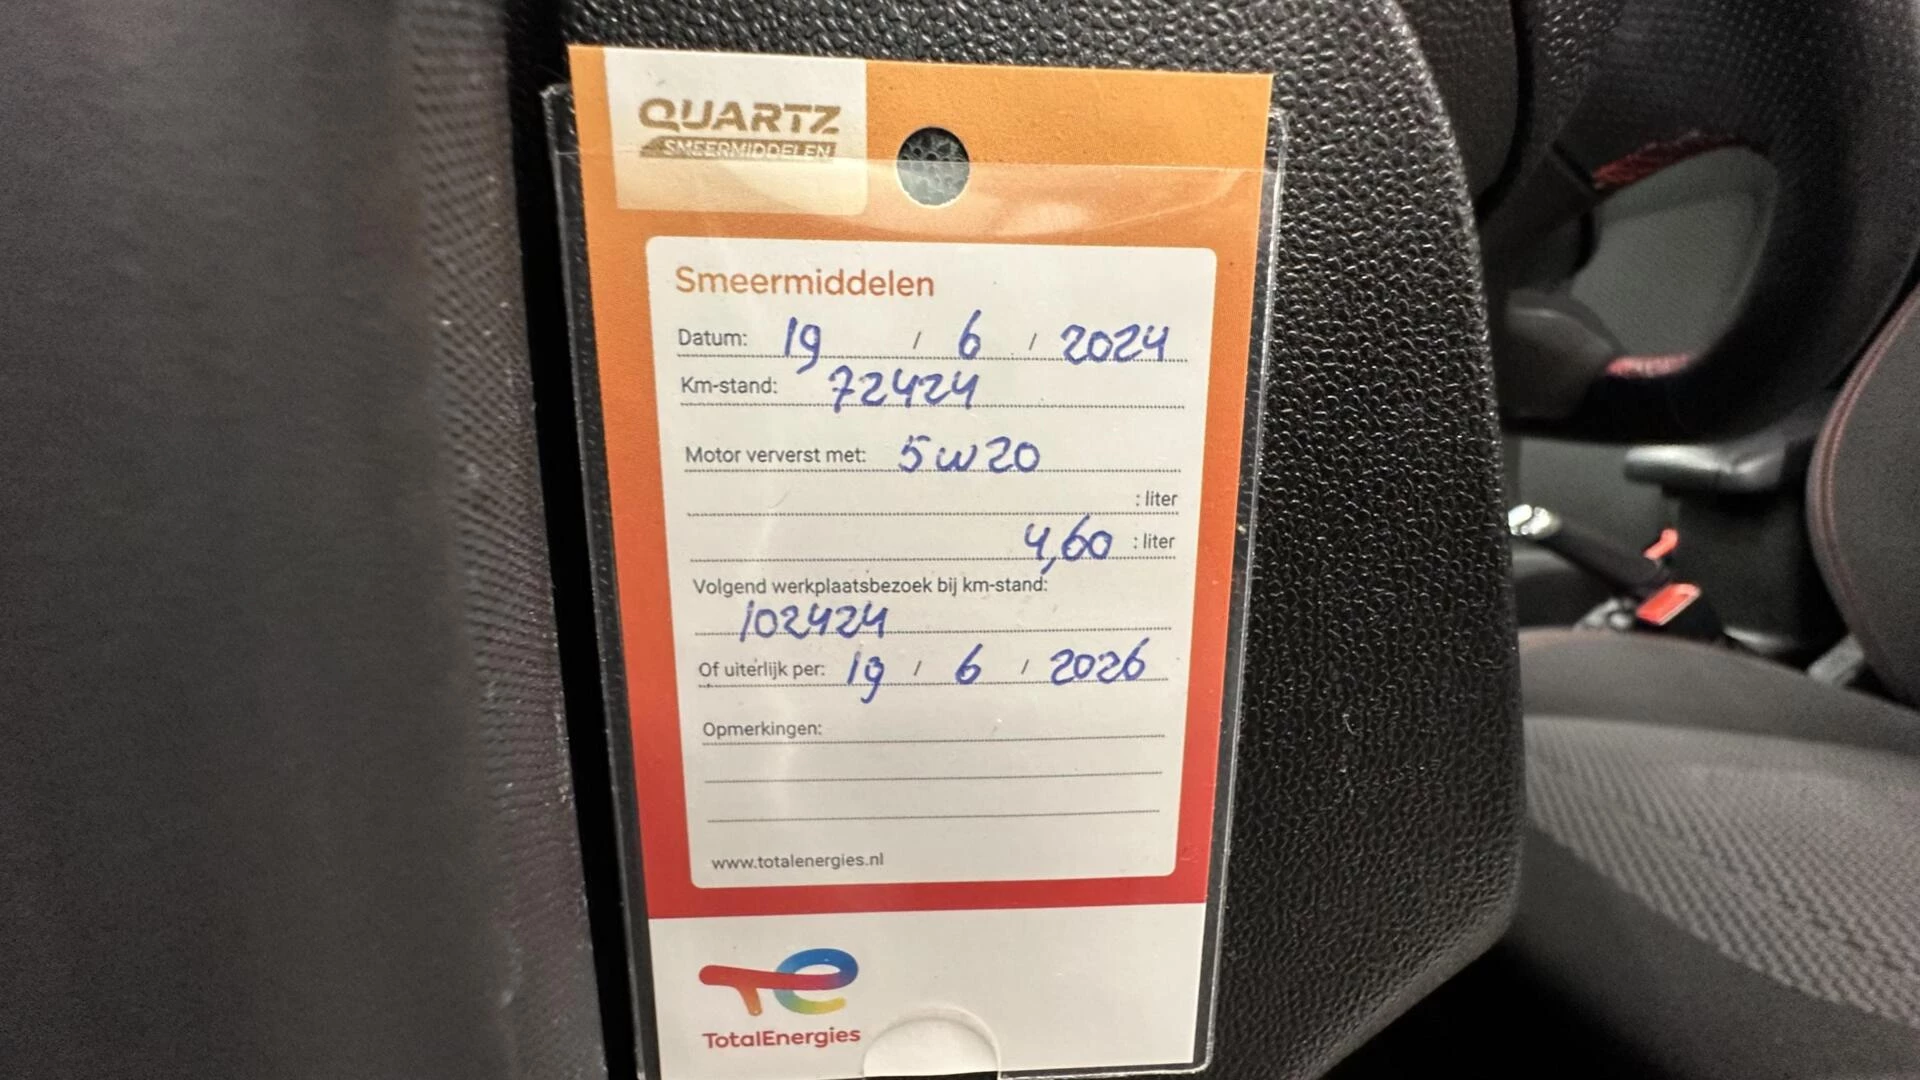 QUARTZ
SMEERMIDDELEN
Smeermiddelen
Datum: 19 / 6 / 2024
Km-stand: 72424
Motor ververst met: 5W20
: liter
4,60 : liter
Volgend werkplaatsbezoek bij km-stand:
102424
Of uiterlijk per: 19 / 6 / 2026
Opmerkingen:
www.totalenergies.nl
TotalEnergies